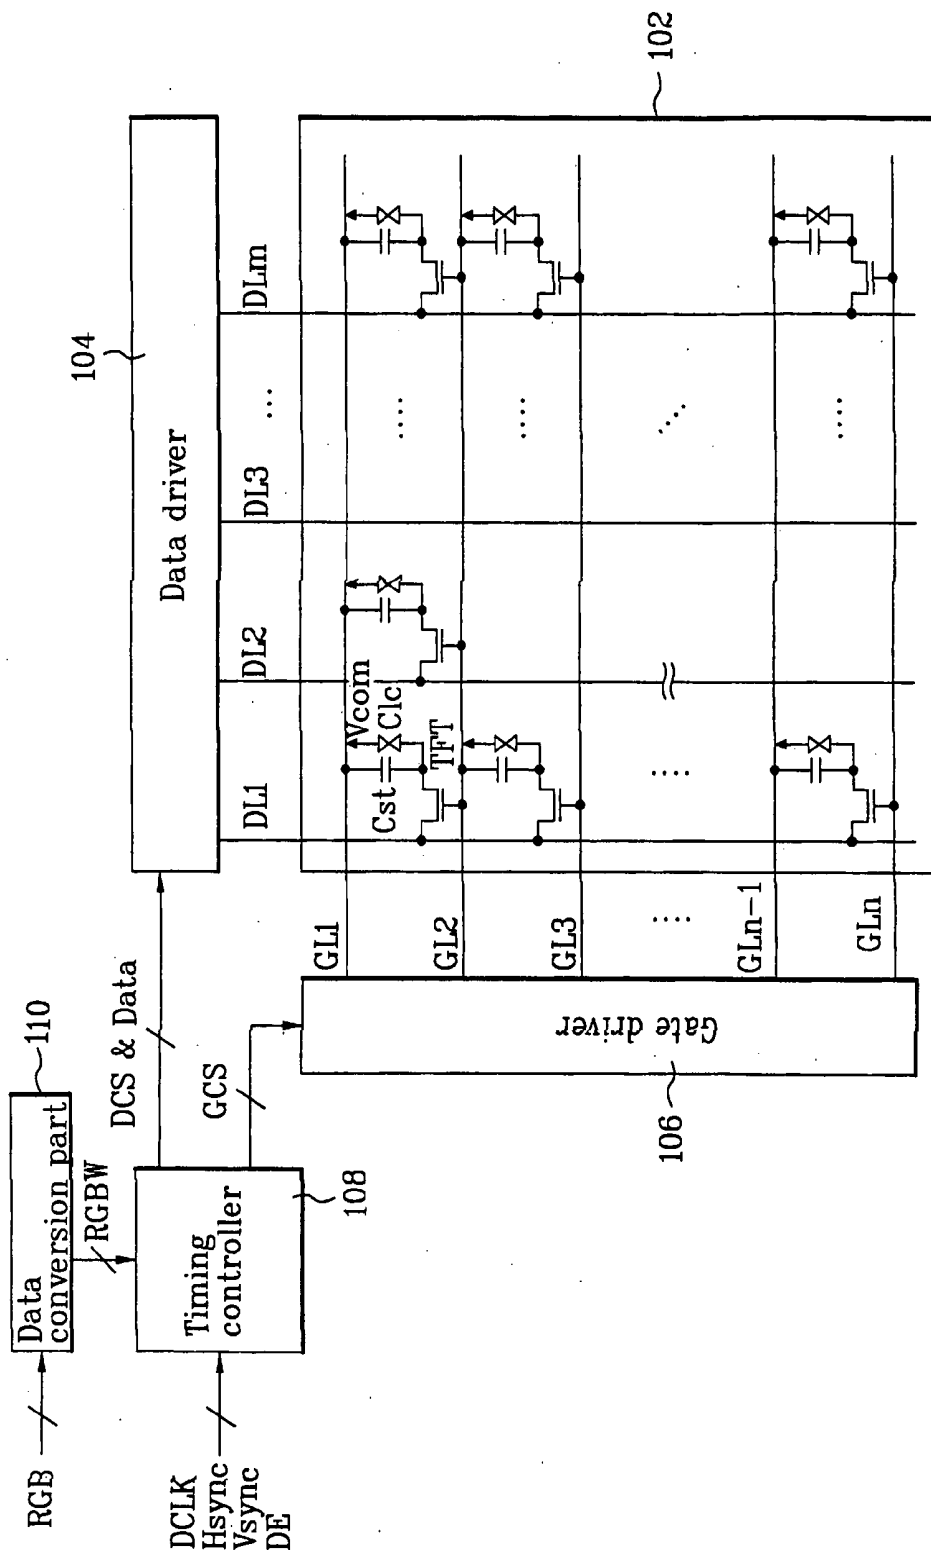 RGB
Data
conversion part
110
RGBW
DCLK
Hsync
Vsync
DE
Timing
controller
108
DCS & Data
GCS
Data driver
104
Gate driver
106
DL1
DL2
DL3
...
DLm
102
GL1
GL2
GL3
....
GLn-1
GLn
Vcom
Clc
Cst
TFT